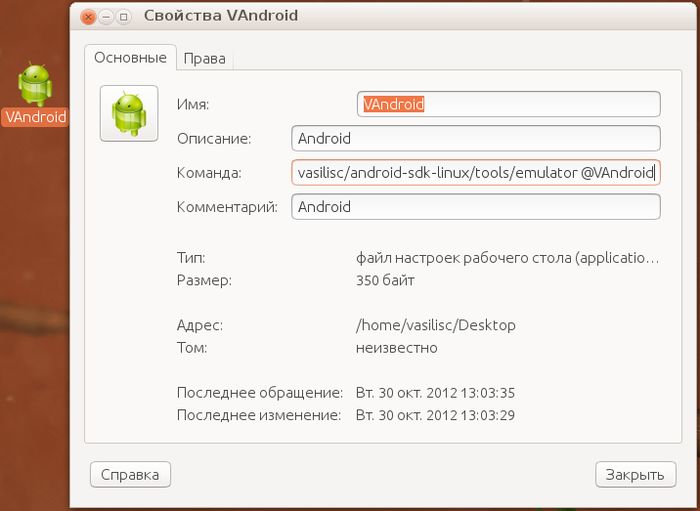 Свойства VAndroid
VAndroid
Основные Права
Имя: VAndroid
Описание: Android
Команда: vasilisc/android-sdk-linux/tools/emulator @VAndroid
Комментарий: Android
Тип: файл настроек рабочего стола (applicatio...
Размер: 350 байт
Адрес: /home/vasilisc/Desktop
Том: неизвестно
Последнее обращение: Вт. 30 окт. 2012 13:03:35
Последнее изменение: Вт. 30 окт. 2012 13:03:29
Справка Закрыть